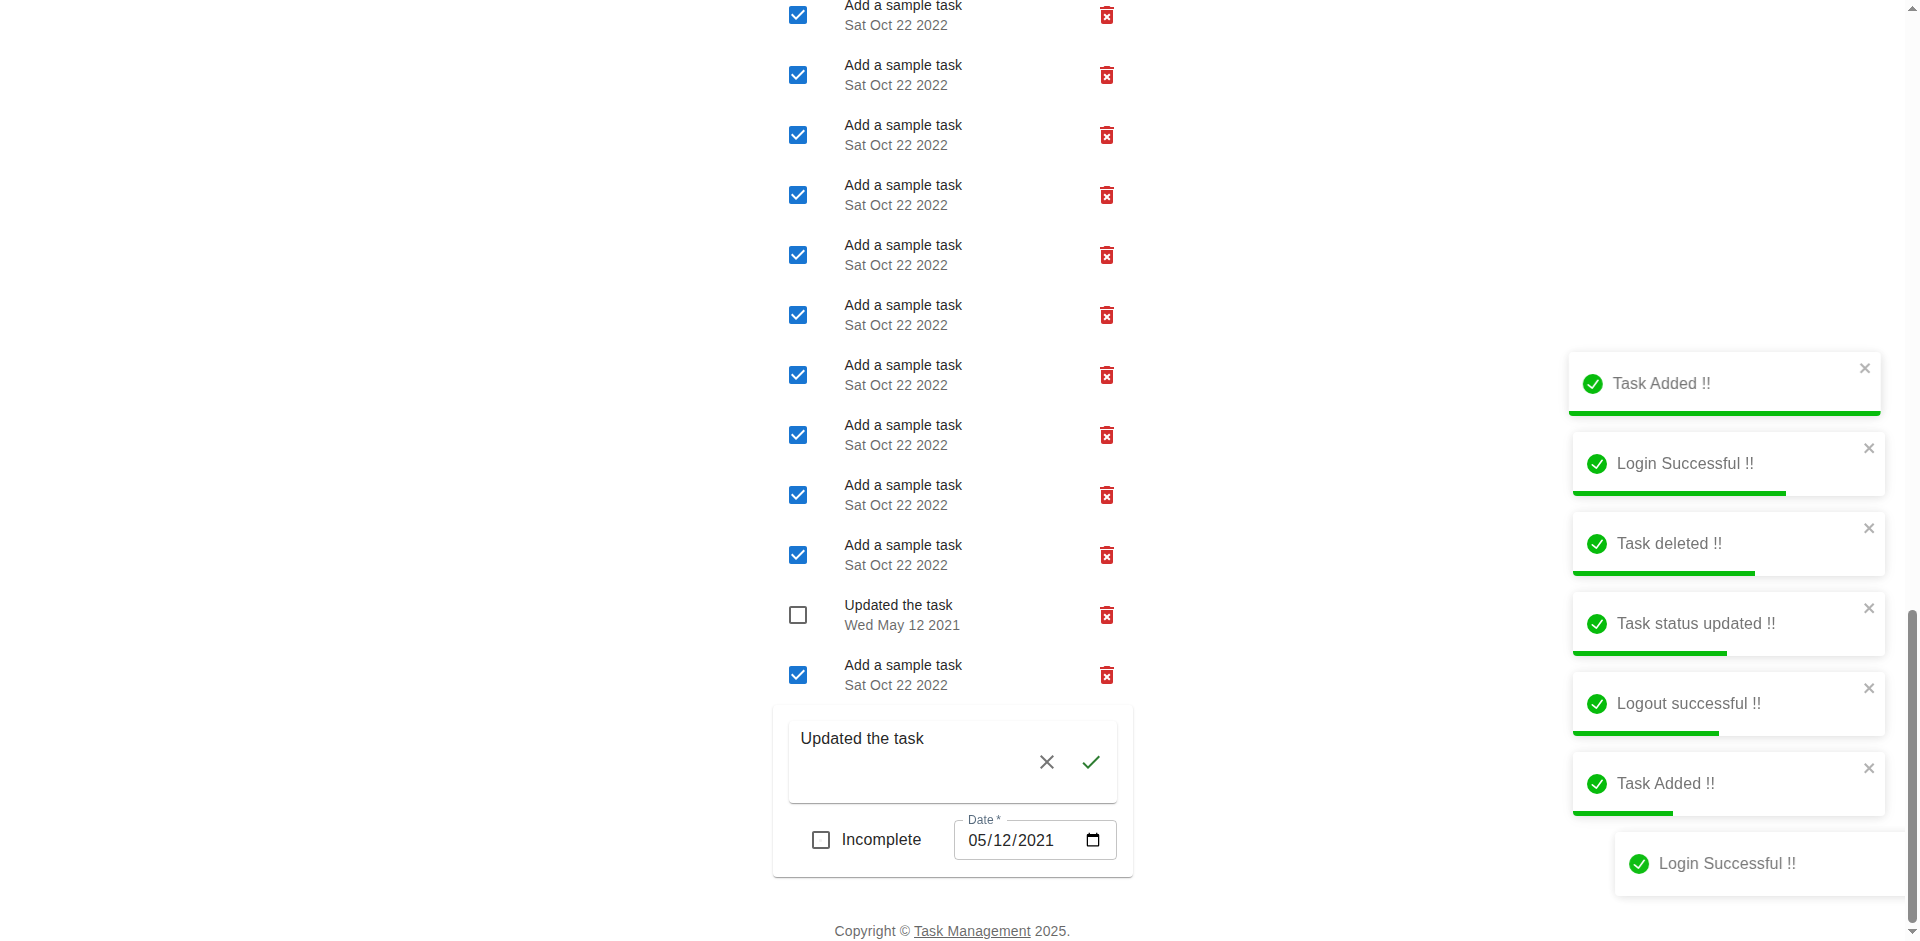 Add a sample task
Sat Oct 22 2022
Add a sample task
Sat Oct 22 2022
Add a sample task
Sat Oct 22 2022
Add a sample task
Sat Oct 22 2022
Add a sample task
Sat Oct 22 2022
Add a sample task
Sat Oct 22 2022
Add a sample task
Sat Oct 22 2022
Add a sample task
Sat Oct 22 2022
Add a sample task
Sat Oct 22 2022
Add a sample task
Sat Oct 22 2022
Updated the task
Wed May 12 2021
Add a sample task
Sat Oct 22 2022
Updated the task
Incomplete
Date *
05/12/2021
Copyright © Task Management 2025.
Task Added !!
Login Successful !!
Task deleted !!
Task status updated !!
Logout successful !!
Task Added !!
Login Successful !!